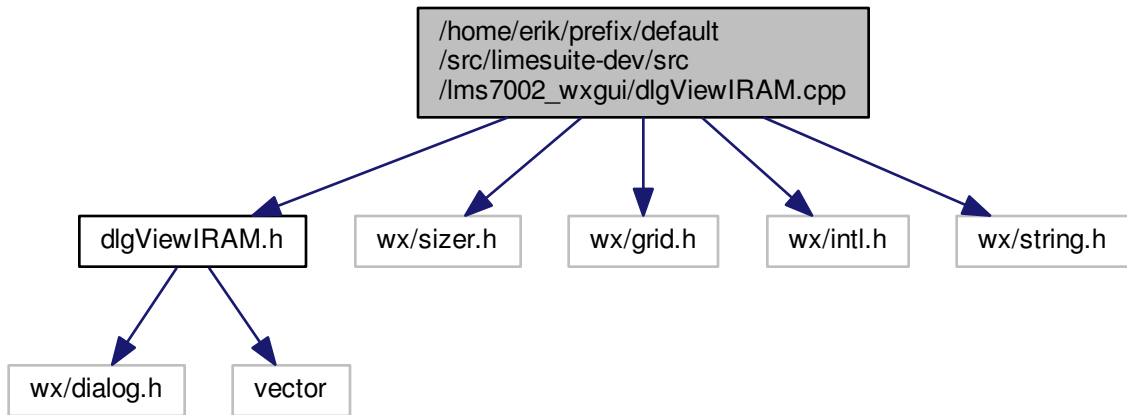 /home/erik/prefix/default
/src/limesuite-dev/src
/lms7002_wxgui/dlgViewIRAM.cpp
dlgViewIRAM.h
wx/sizer.h
wx/grid.h
wx/intl.h
wx/string.h
wx/dialog.h
vector